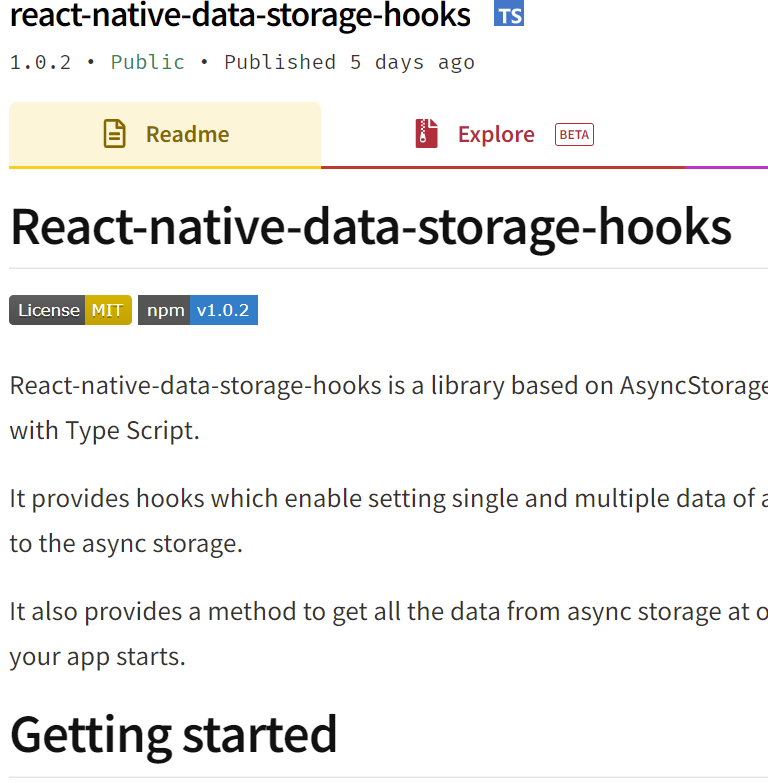 react-native-data-storage-hooks TS
1.0.2 • Public • Published 5 days ago
Readme Explore BETA
React-native-data-storage-hooks
License MIT npm v1.0.2
React-native-data-storage-hooks is a library based on AsyncStorage
with Type Script.
It provides hooks which enable setting single and multiple data of a
to the async storage.
It also provides a method to get all the data from async storage at o
your app starts.
Getting started